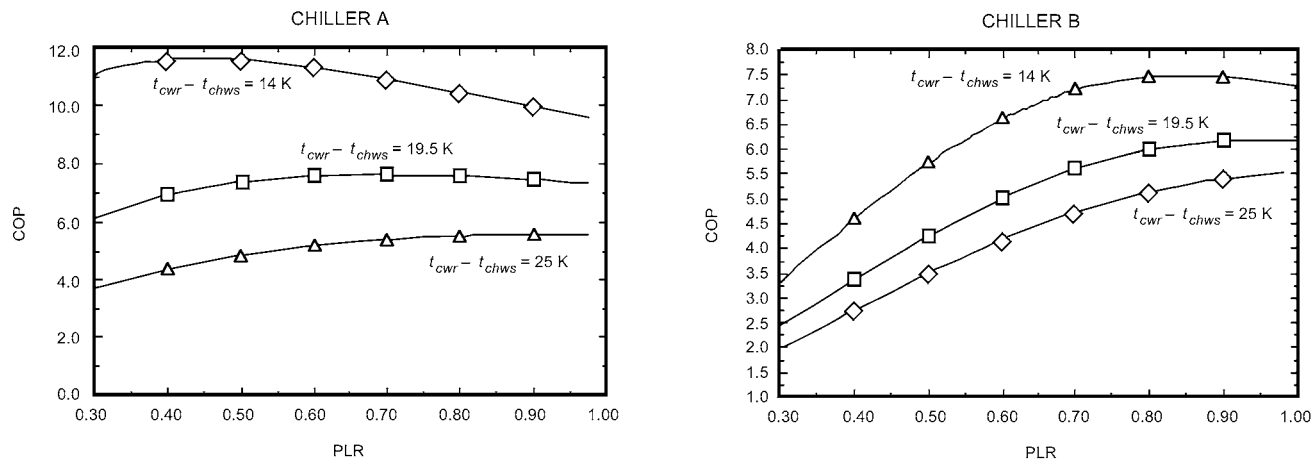 CHILLER A
12.0
10.0
8.0
6.0
4.0
2.0
0.0
COP
t_cwr – t_chws = 14 K
t_cwr – t_chws = 19.5 K
t_cwr – t_chws = 25 K
0.30 0.40 0.50 0.60 0.70 0.80 0.90 1.00
PLR
CHILLER B
8.0
7.5
7.0
6.5
6.0
5.5
5.0
4.5
4.0
3.5
3.0
2.5
2.0
1.5
1.0
COP
t_cwr – t_chws = 14 K
t_cwr – t_chws = 19.5 K
t_cwr – t_chws = 25 K
0.30 0.40 0.50 0.60 0.70 0.80 0.90 1.00
PLR